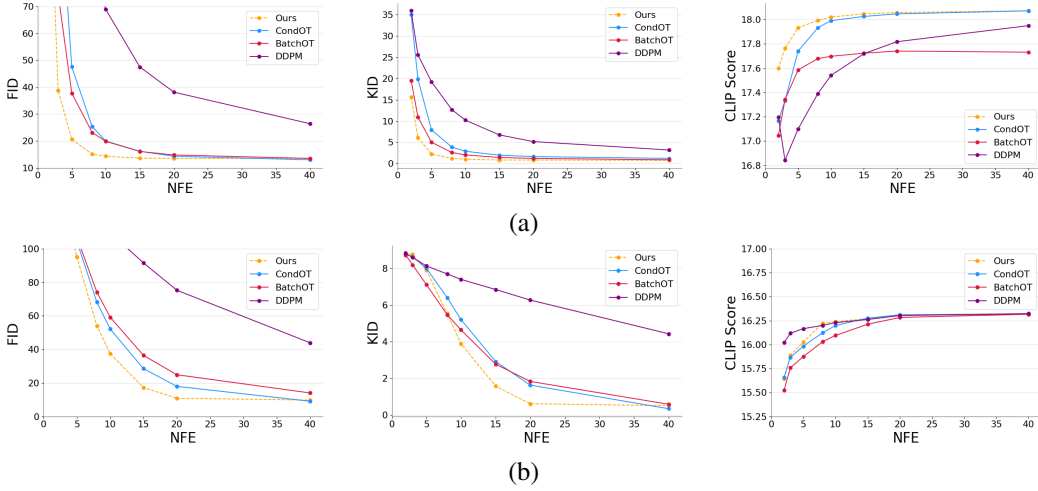 70
60
50
40
30
20
10
0 5 10 15 20 25 30 35 40
FID
NFE
Ours
CondOT
BatchOT
DDPM
35
30
25
20
15
10
5
0
0 5 10 15 20 25 30 35 40
KID
NFE
Ours
CondOT
BatchOT
DDPM
18.0
17.8
17.6
17.4
17.2
17.0
16.8
0 5 10 15 20 25 30 35 40
CLIP Score
NFE
Ours
CondOT
BatchOT
DDPM
(a)
100
80
60
40
20
0
0 5 10 15 20 25 30 35 40
FID
NFE
Ours
CondOT
BatchOT
DDPM
8
6
4
2
0
0 5 10 15 20 25 30 35 40
KID
NFE
Ours
CondOT
BatchOT
DDPM
17.00
16.75
16.50
16.25
16.00
15.75
15.50
15.25
0 5 10 15 20 25 30 35 40
CLIP Score
NFE
Ours
CondOT
BatchOT
DDPM
(b)